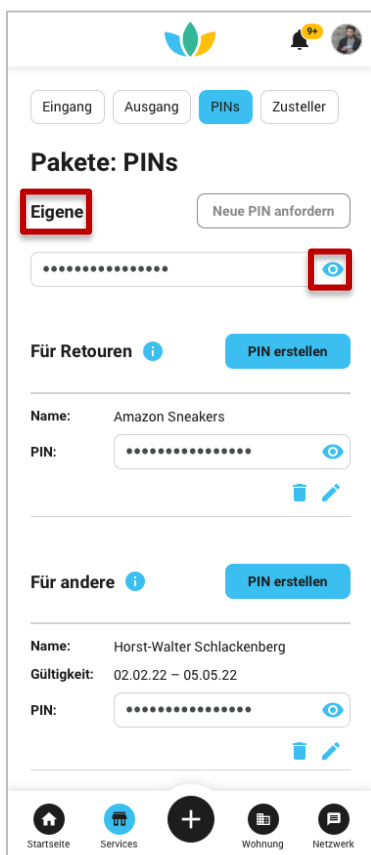 9+
Eingang Ausgang PINs Zusteller
Pakete: PINs
Eigene Neue PIN anfordern
••••••••••••••••
Für Retouren i PIN erstellen
Name: Amazon Sneakers
PIN: ••••••••••••••••
Für andere i PIN erstellen
Name: Horst-Walter Schlackenberg
Gültigkeit: 02.02.22 – 05.05.22
PIN: ••••••••••••••••
Startseite Services Wohnung Netzwerk